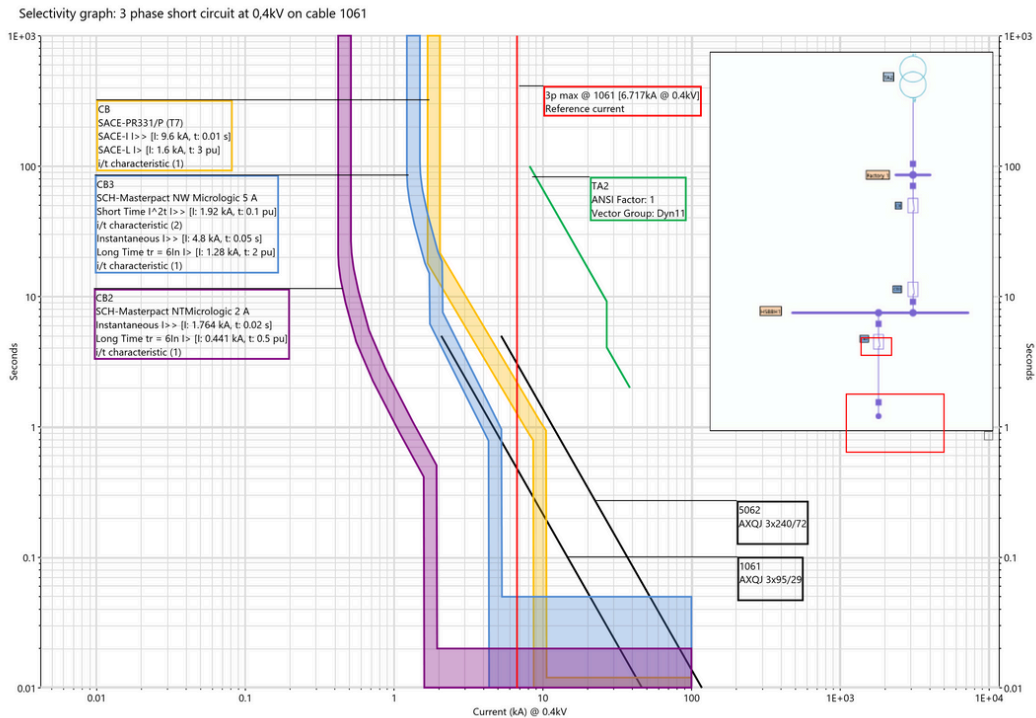 Selectivity graph: 3 phase short circuit at 0,4kV on cable 1061
1E+03
1E+03
3p max @ 1061 [6.717kA @ 0.4kV]
Reference current
CB
SACE-PR331/P (T7)
SACE-I I>> [I: 9.6 kA, t: 0.01 s]
SACE-L I> [I: 1.6 kA, t: 3 pu]
i/t characteristic (1)
CB3
SCH-Masterpact NW Micrologic 5 A
Short Time I^2t I>> [I: 1.92 kA, t: 0.1 pu]
i/t characteristic (2)
Instantaneous I>> [I: 4.8 kA, t: 0.05 s]
Long Time tr = 6In I> [I: 1.28 kA, t: 2 pu]
i/t characteristic (1)
TA2
ANSI Factor: 1
Vector Group: Dyn11
CB2
SCH-Masterpact NTMicrologic 2 A
Instantaneous I>> [I: 1.764 kA, t: 0.02 s]
Long Time tr = 6In I> [I: 0.441 kA, t: 0.5 pu]
i/t characteristic (1)
5062
AXQJ 3x240/72
1061
AXQJ 3x95/29
100
100
10
10
Seconds
Seconds
1
1
0.1
0.1
0.01
0.01
0.01
0.1
1
10
100
1E+03
1E+04
Current (kA) @ 0.4kV